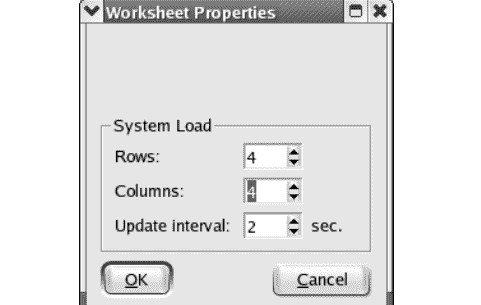 Worksheet Properties
System Load
Rows: 4
Columns: 4
Update interval: 2 sec.
OK Cancel